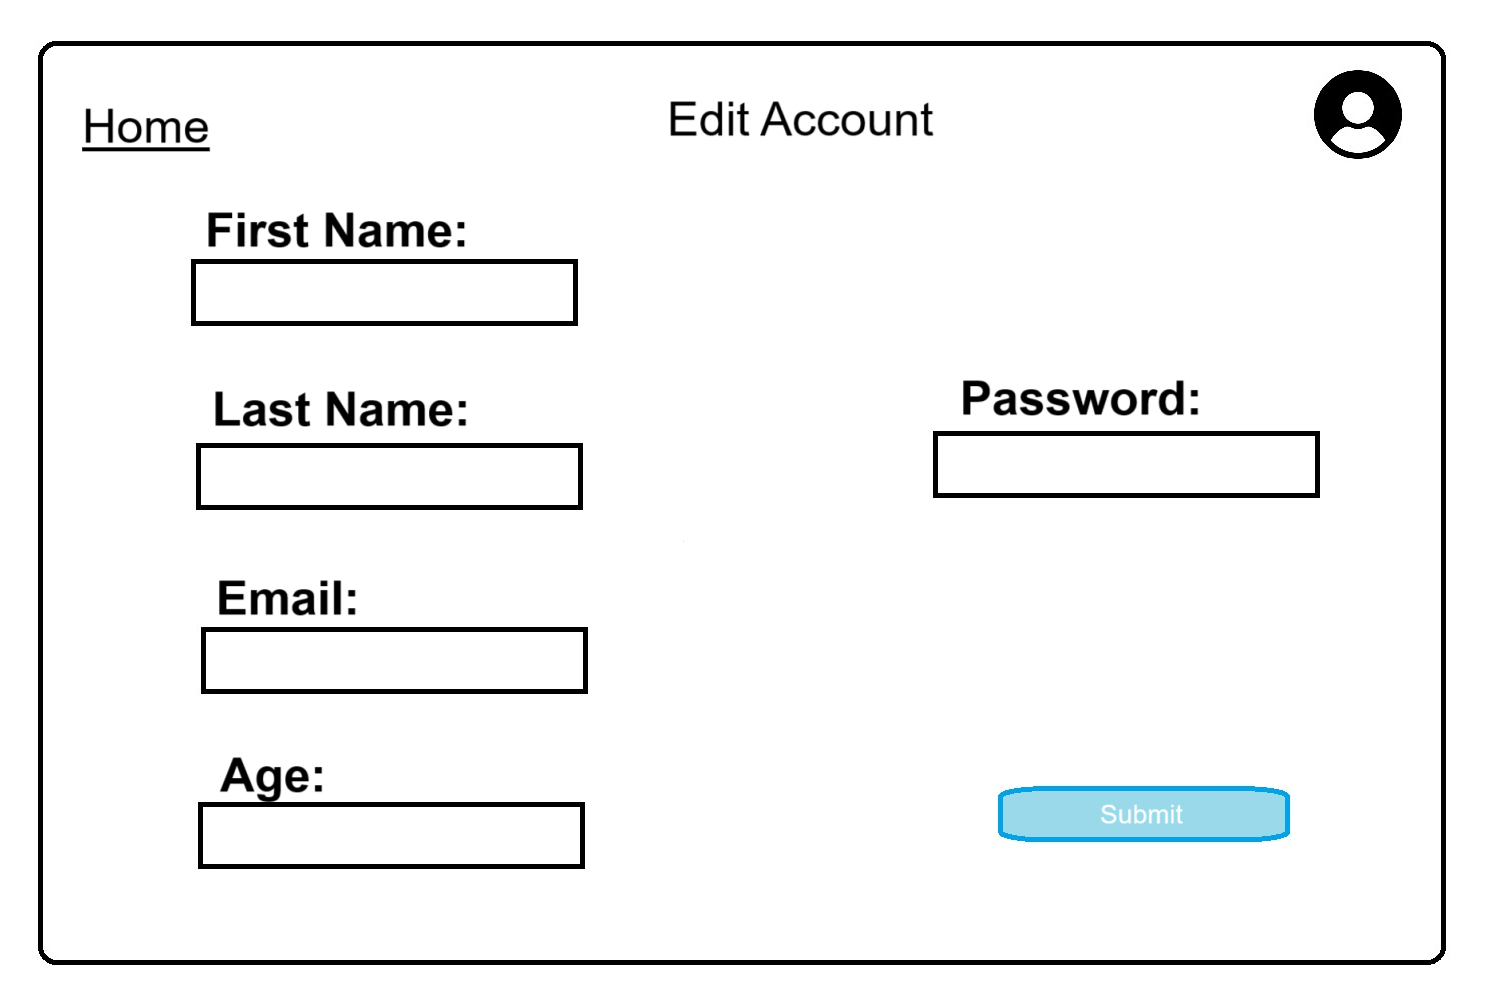 Home
Edit Account
First Name:
Last Name:
Password:
Email:
Age:
Submit